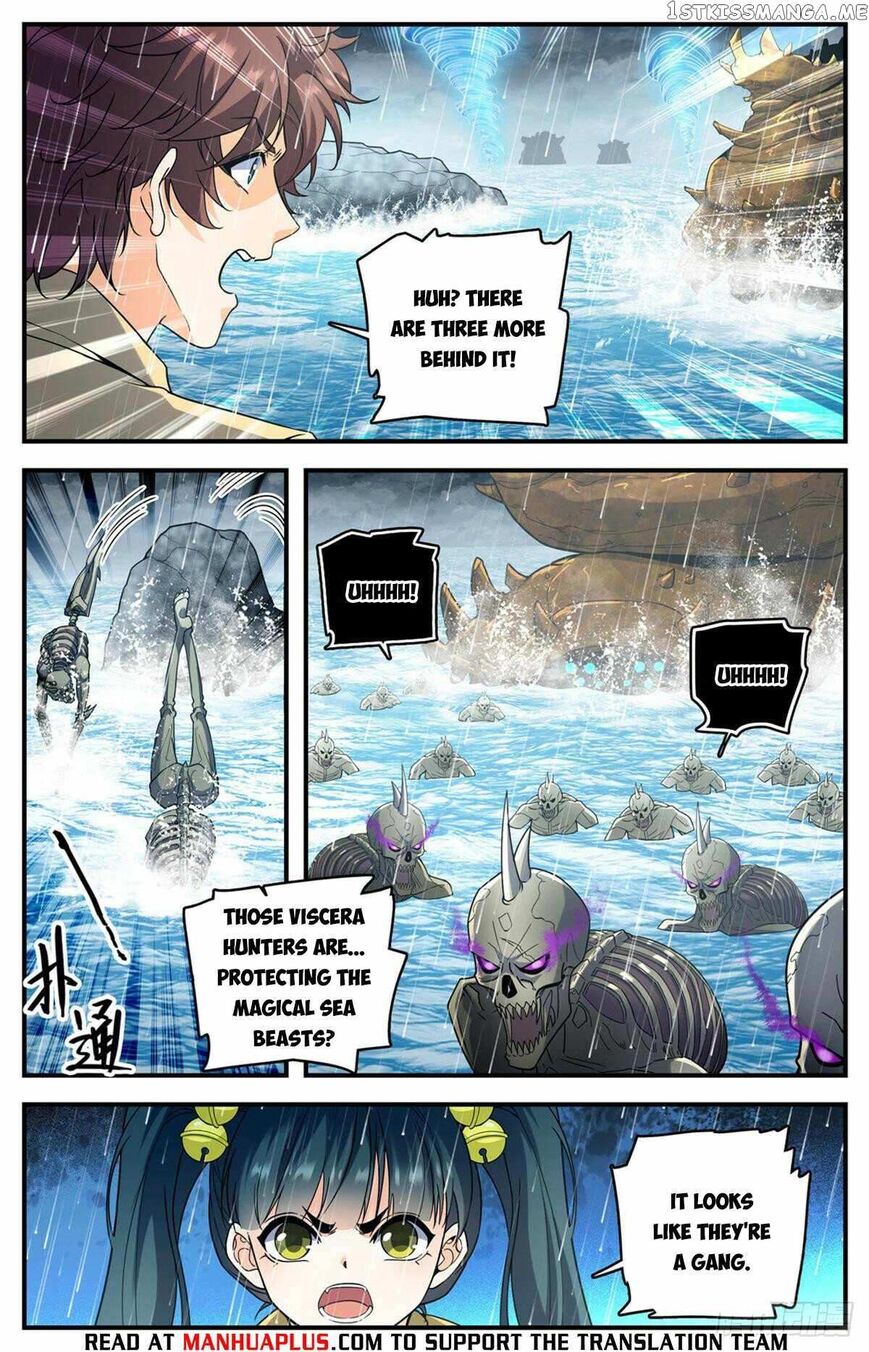 1STKISSMANGA.ME
HUH? THERE
ARE THREE MORE
BEHIND IT!
UHHHH!
UHHHH!
THOSE VISCERA
HUNTERS ARE...
PROTECTING THE
MAGICAL SEA
BEASTS?
扑
通
IT LOOKS
LIKE THEY'RE
A GANG.
READ AT MANHUAPLUS.COM TO SUPPORT THE TRANSLATION TEAM